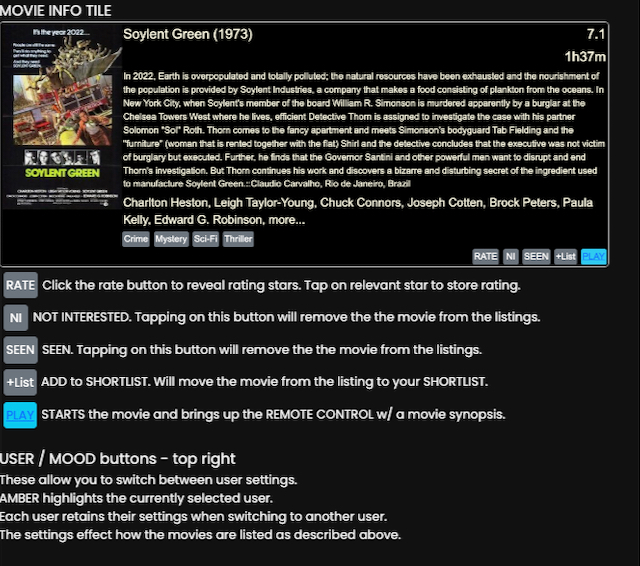 MOVIE INFO TILE
It's the year 2022...
People are still the same.
They'll do anything to
get what they need.
And they need
SOYLENT GREEN.
SOYLENT GREEN
Soylent Green (1973)
7.1
1h37m
In 2022, Earth is overpopulated and totally polluted; the natural resources have been exhausted and the nourishment of
the population is provided by Soylent Industries, a company that makes a food consisting of plankton from the oceans. In
New York City, when Soylent's member of the board William R. Simonson is murdered apparently by a burglar at the
Chelsea Towers West where he lives, efficient Detective Thorn is assigned to investigate the case with his partner
Solomon "Sol" Roth. Thorn comes to the fancy apartment and meets Simonson's bodyguard Tab Fielding and the
"furniture" (woman that is rented together with the flat) Shirl and the detective concludes that the executive was not victim
of burglary but executed. Further, he finds that the Governor Santini and other powerful men want to disrupt and end
Thorn's investigation. But Thorn continues his work and discovers a bizarre and disturbing secret of the ingredient used
to manufacture Soylent Green.::Claudio Carvalho, Rio de Janeiro, Brazil
Charlton Heston, Leigh Taylor-Young, Chuck Connors, Joseph Cotten, Brock Peters, Paula
Kelly, Edward G. Robinson, more...
Crime Mystery Sci-Fi Thriller
RATE NI SEEN +List PLAY
RATE Click the rate button to reveal rating stars. Tap on relevant star to store rating.
NI NOT INTERESTED. Tapping on this button will remove the the movie from the listings.
SEEN SEEN. Tapping on this button will remove the the movie from the listings.
+List ADD to SHORTLIST. Will move the movie from the listing to your SHORTLIST.
PLAY STARTS the movie and brings up the REMOTE CONTROL w/ a movie synopsis.
USER / MOOD buttons - top right
These allow you to switch between user settings.
AMBER highlights the currently selected user.
Each user retains their settings when switching to another user.
The settings effect how the movies are listed as described above.